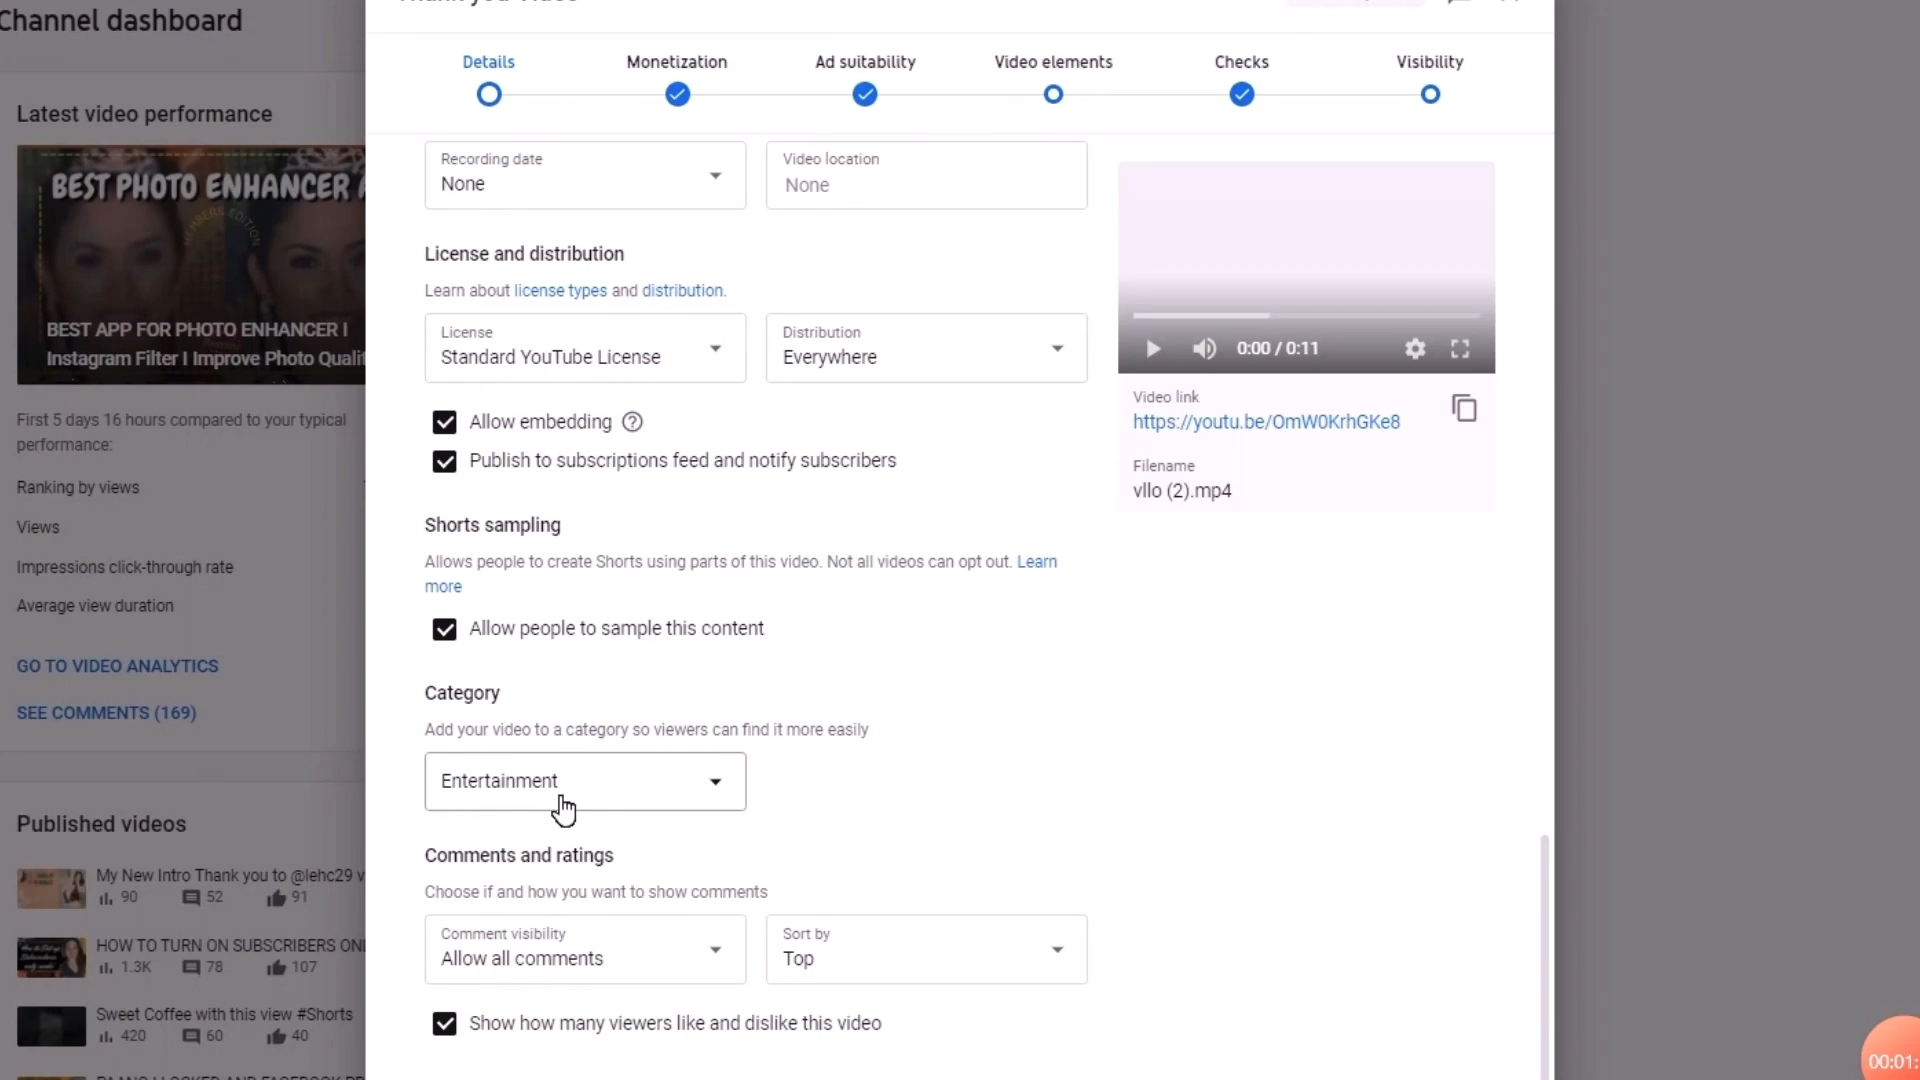 Channel dashboard
Latest video performance
BEST PHOTO ENHANCER
MEMBERS EDITION
BEST APP FOR PHOTO ENHANCER I
Instagram Filter I Improve Photo Qualit
First 5 days 16 hours compared to your typical
performance:
Ranking by views
Views
Impressions click-through rate
Average view duration
GO TO VIDEO ANALYTICS
SEE COMMENTS (169)
Published videos
My New Intro Thank you to @lehc29 v
90 52 91
HOW TO TURN ON SUBSCRIBERS ONL
1.3K 78 107
Sweet Coffee with this view #Shorts
420 60 40
Details
Monetization
Ad suitability
Video elements
Checks
Visibility
Recording date
None
Video location
None
License and distribution
Learn about license types and distribution.
License
Standard YouTube License
Distribution
Everywhere
Allow embedding
Publish to subscriptions feed and notify subscribers
Shorts sampling
Allows people to create Shorts using parts of this video. Not all videos can opt out. Learn
more
Allow people to sample this content
Category
Add your video to a category so viewers can find it more easily
Entertainment
Comments and ratings
Choose if and how you want to show comments
Comment visibility
Allow all comments
Sort by
Top
Show how many viewers like and dislike this video
0:00 / 0:11
Video link
https://youtu.be/OmW0KrhGKe8
Filename
vllo (2).mp4
00:01: